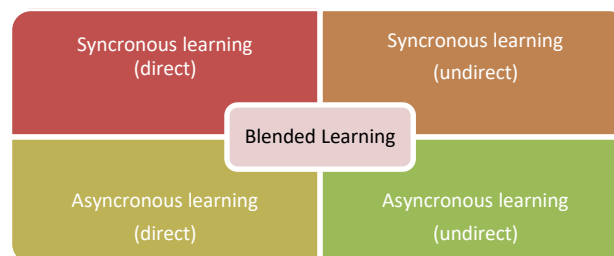 Syncronous learning
(direct)
Syncronous learning
(undirect)
Blended Learning
Asyncronous learning
(direct)
Asyncronous learning
(undirect)